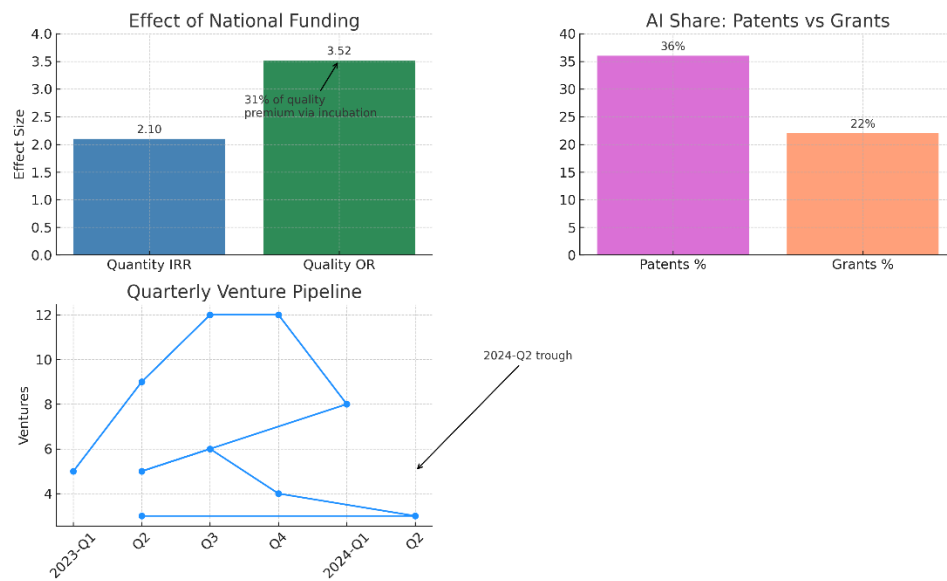 Effect of National Funding
4.0
3.5
3.0
2.5
2.0
1.5
1.0
0.5
0.0
Effect Size
2.10
3.52
31% of quality
premium via incubation
Quantity IRR
Quality OR
AI Share: Patents vs Grants
40
35
30
25
20
15
10
5
0
36%
22%
Patents %
Grants %
Quarterly Venture Pipeline
12
10
8
6
4
Ventures
2024-Q2 trough
2023-Q1
Q2
Q3
Q4
2024-Q1
Q2